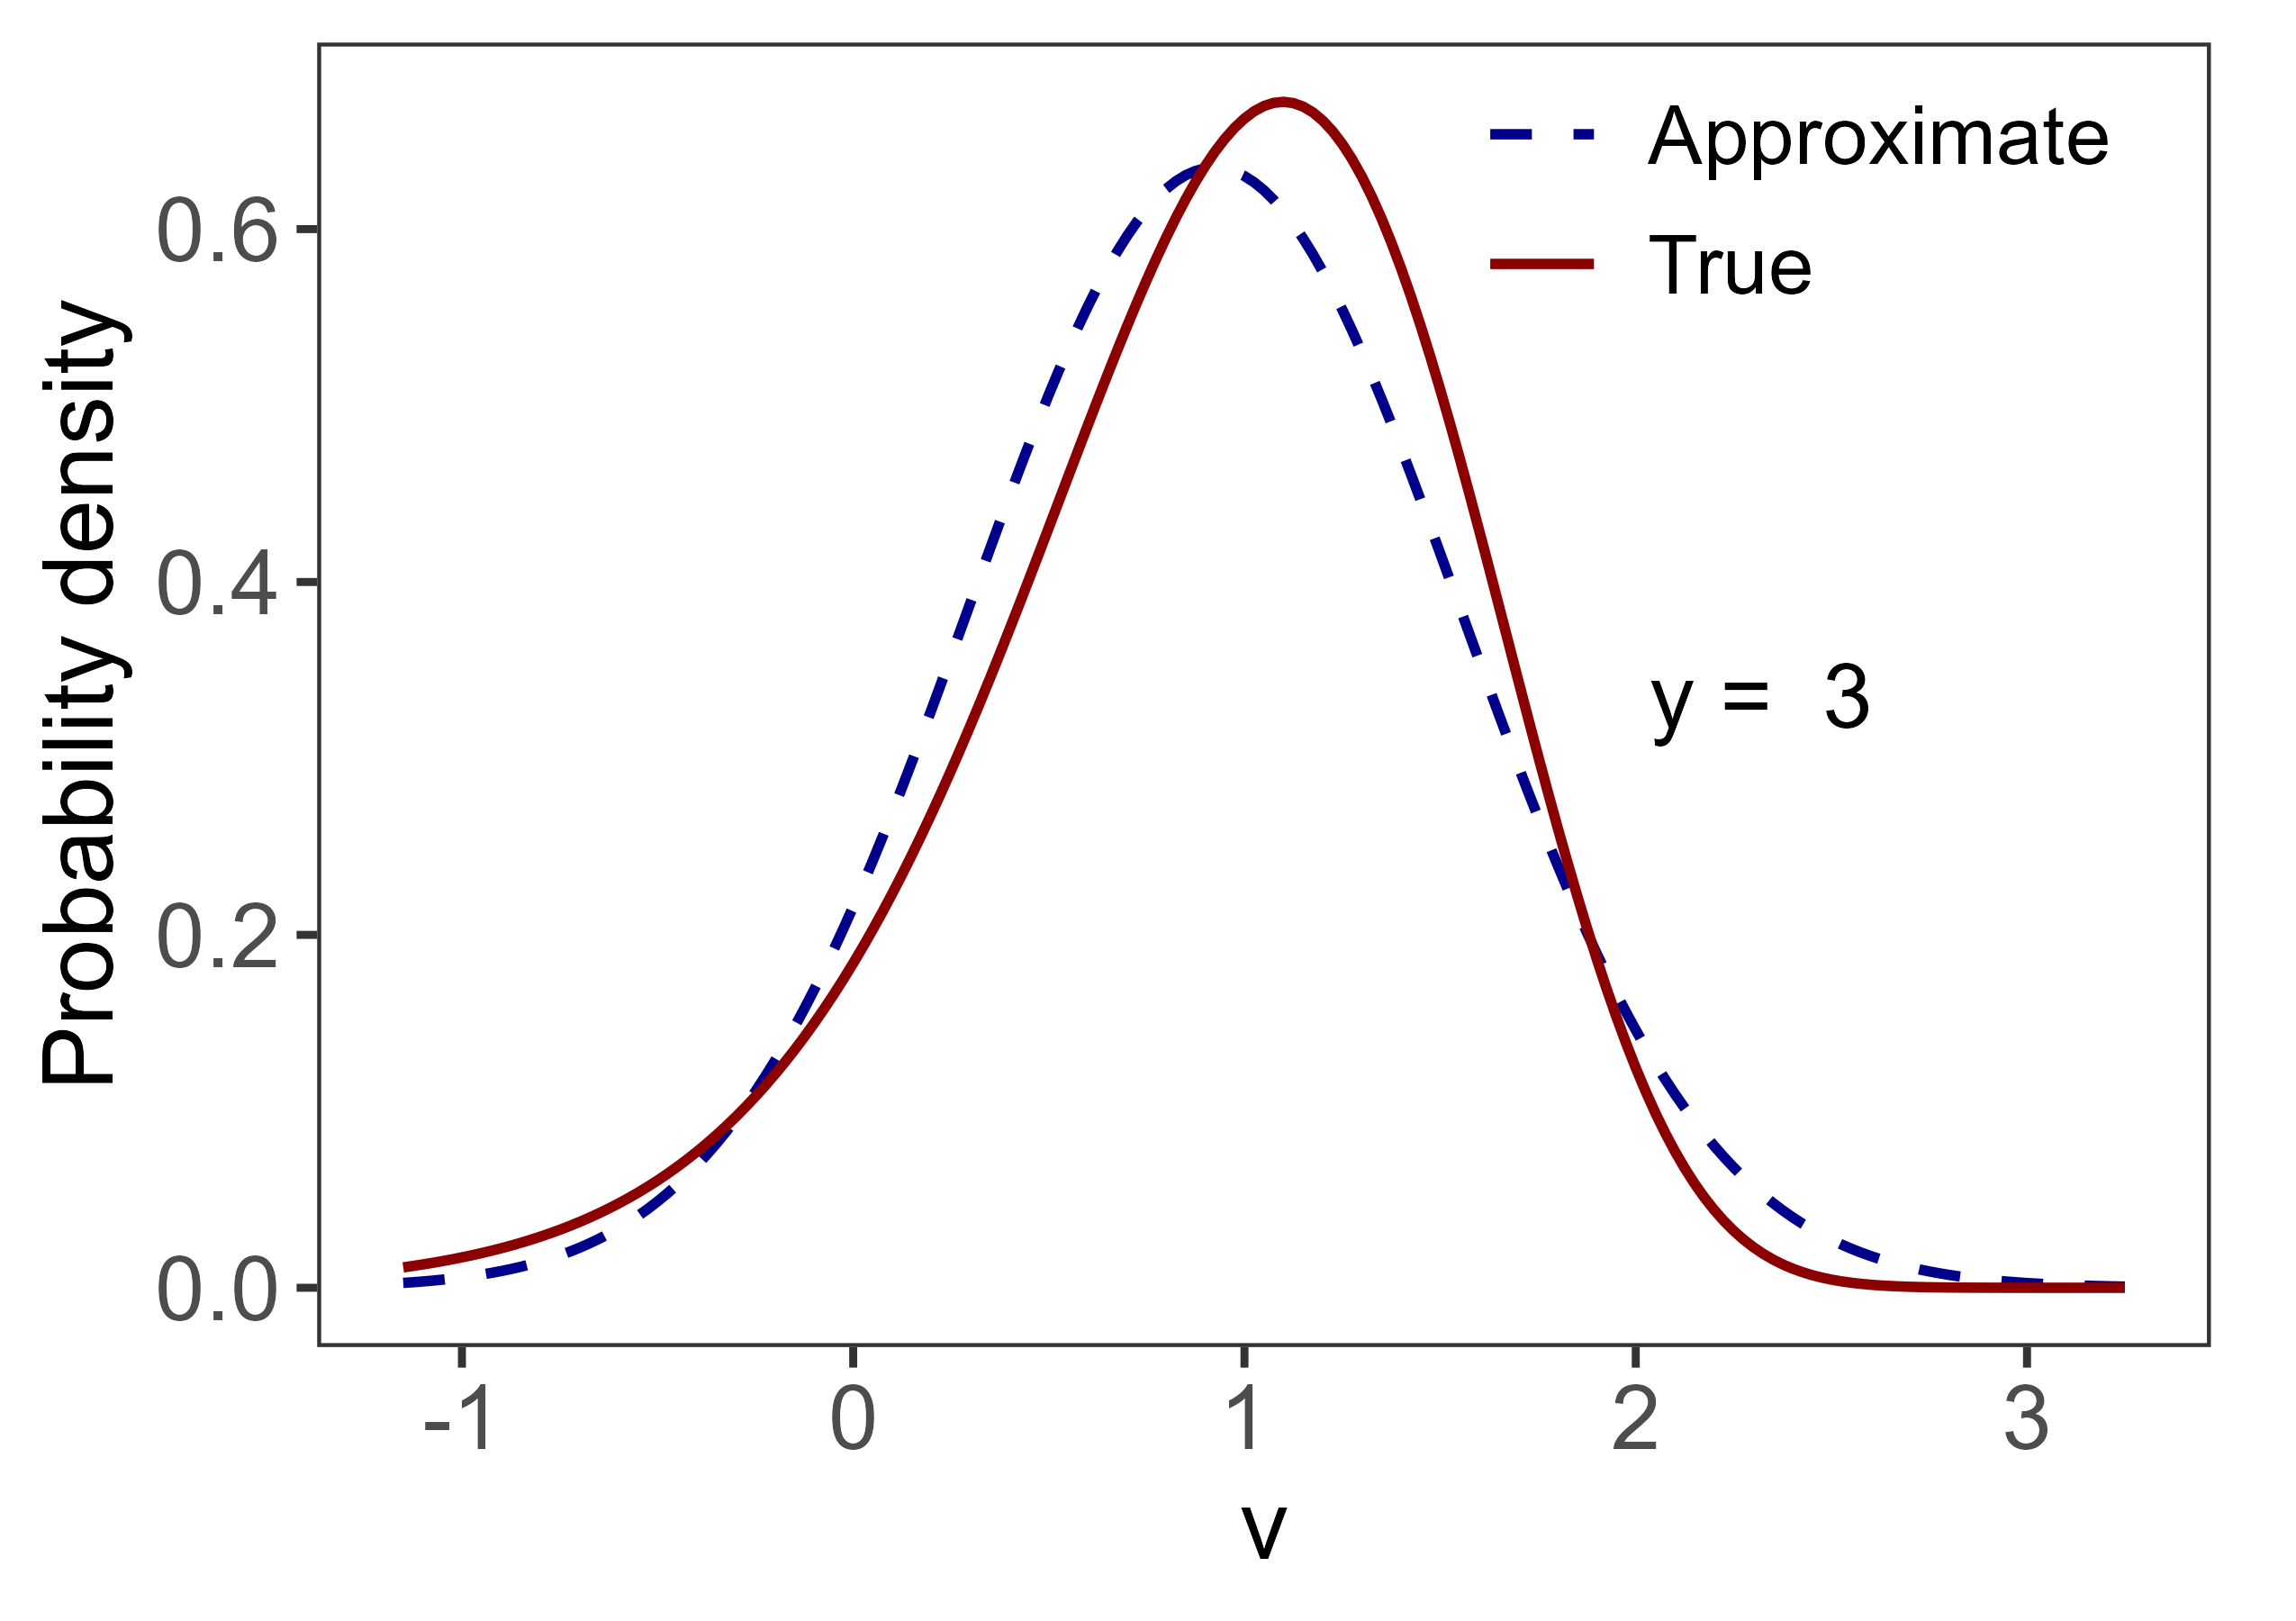 Approximate
True
y = 3
Probability density
0.6
0.4
0.2
0.0
-1 0 1 2 3
v